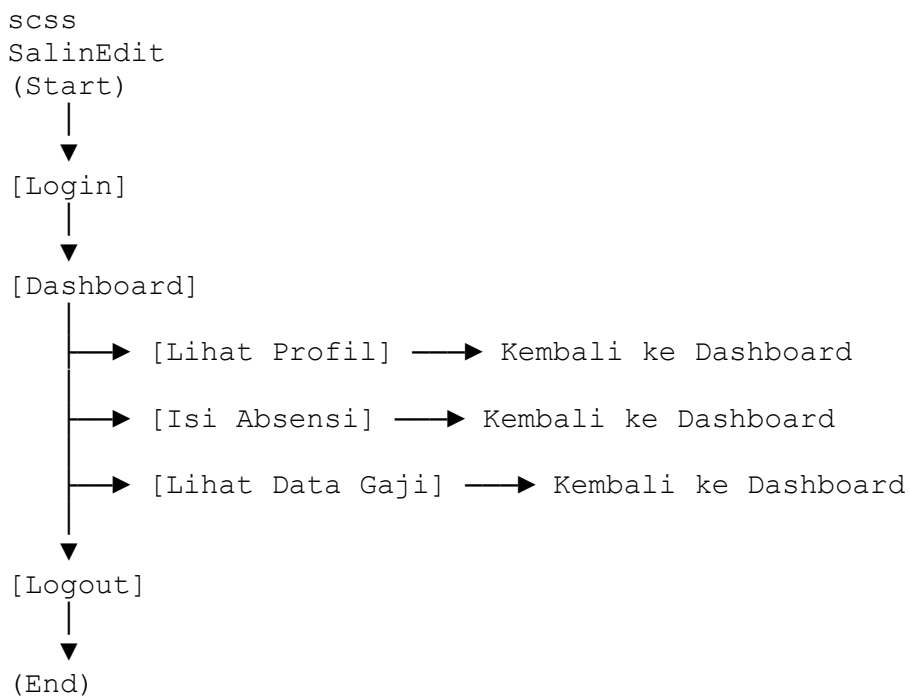 scss
SalinEdit
(Start)
[Login]
[Dashboard]
[Lihat Profil] Kembali ke Dashboard
[Isi Absensi] Kembali ke Dashboard
[Lihat Data Gaji] Kembali ke Dashboard
[Logout]
(End)